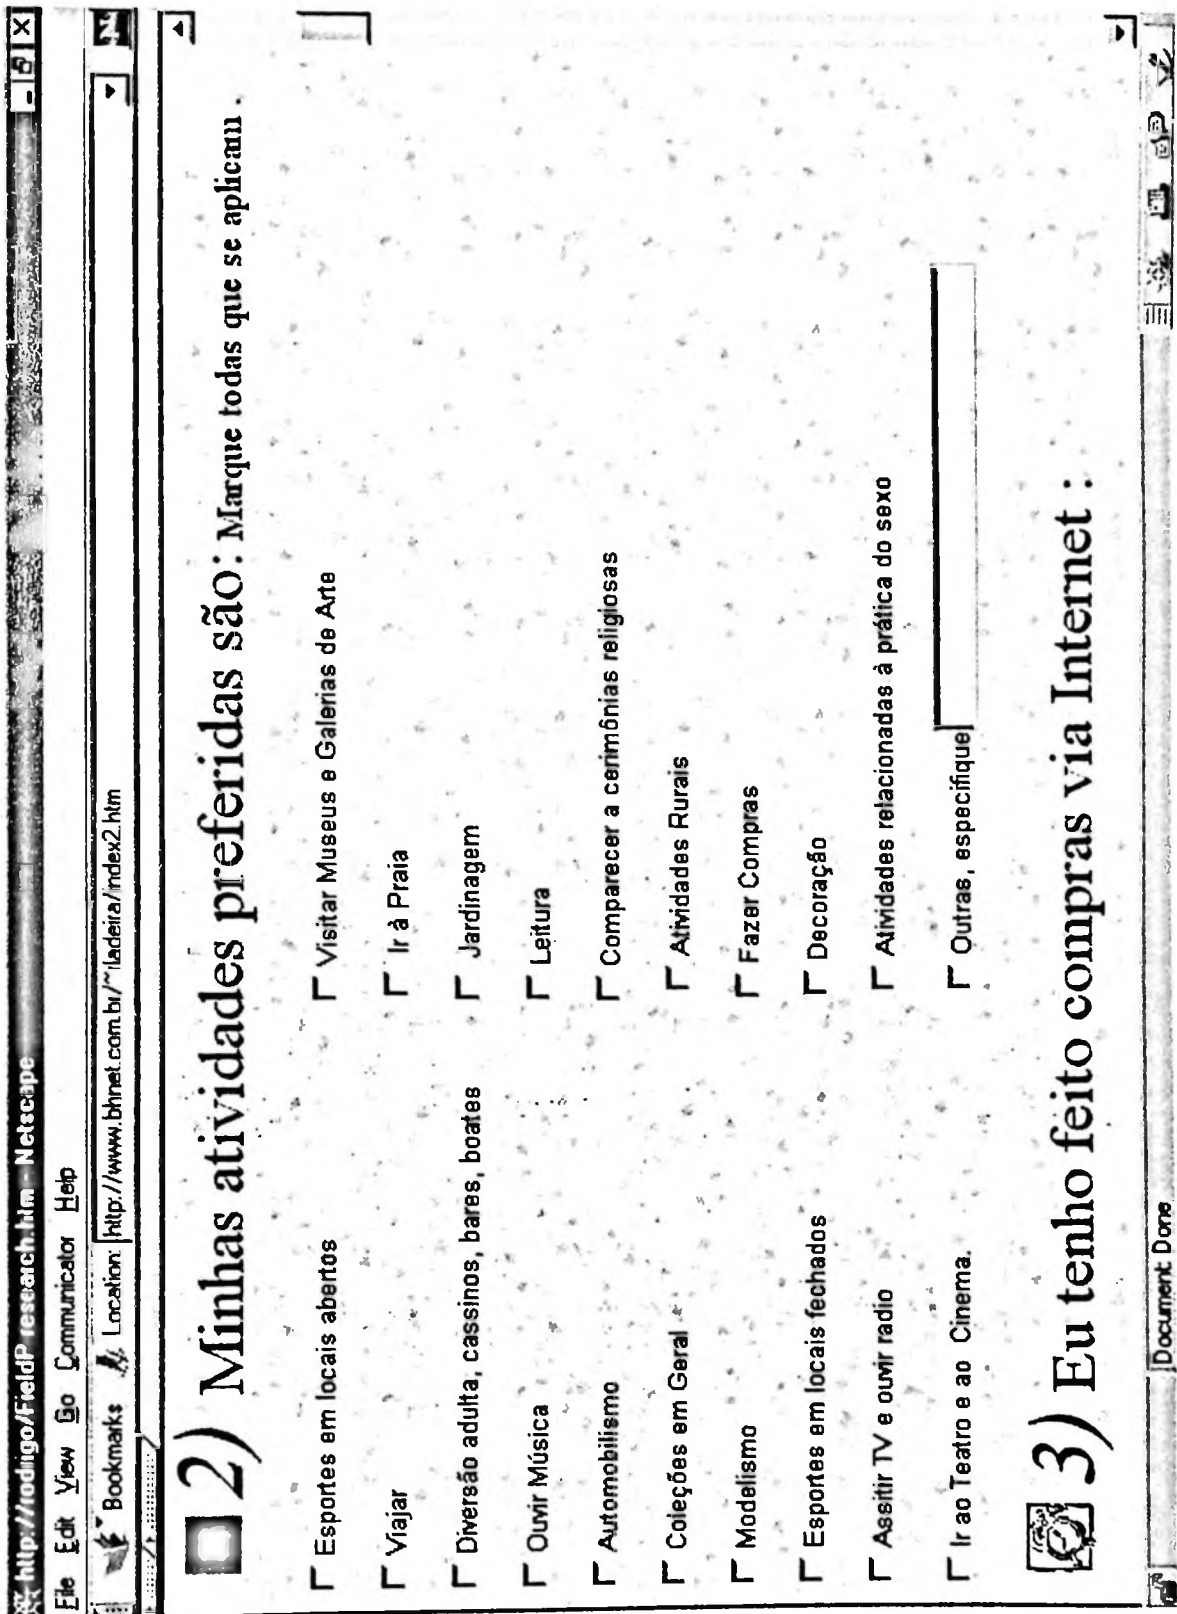 http://rodrigo/FieldP research.htm - Netscape
File Edit View Go Communicator Help
Bookmarks Location: http://www.bhnet.com.br/~rladeira/index2.htm
2) Minhas atividades preferidas são: Marque todas que se aplicam .
Esportes em locais abertos Visitar Museus e Galerias de Arte
Viajar Ir à Praia
Diversão adulta, cassinos, bares, boates Jardinagem
Ouvir Música Leitura
Automobilismo Comparecer a cerimônias religiosas
Coleções em Geral Atividades Rurais
Modelismo Fazer Compras
Esportes em locais fechados Decoração
Assitir TV e ouvir radio Atividades relacionadas à prática do sexo
Ir ao Teatro e ao Cinema. Outras, especifique
3) Eu tenho feito compras via Internet :
Document: Done